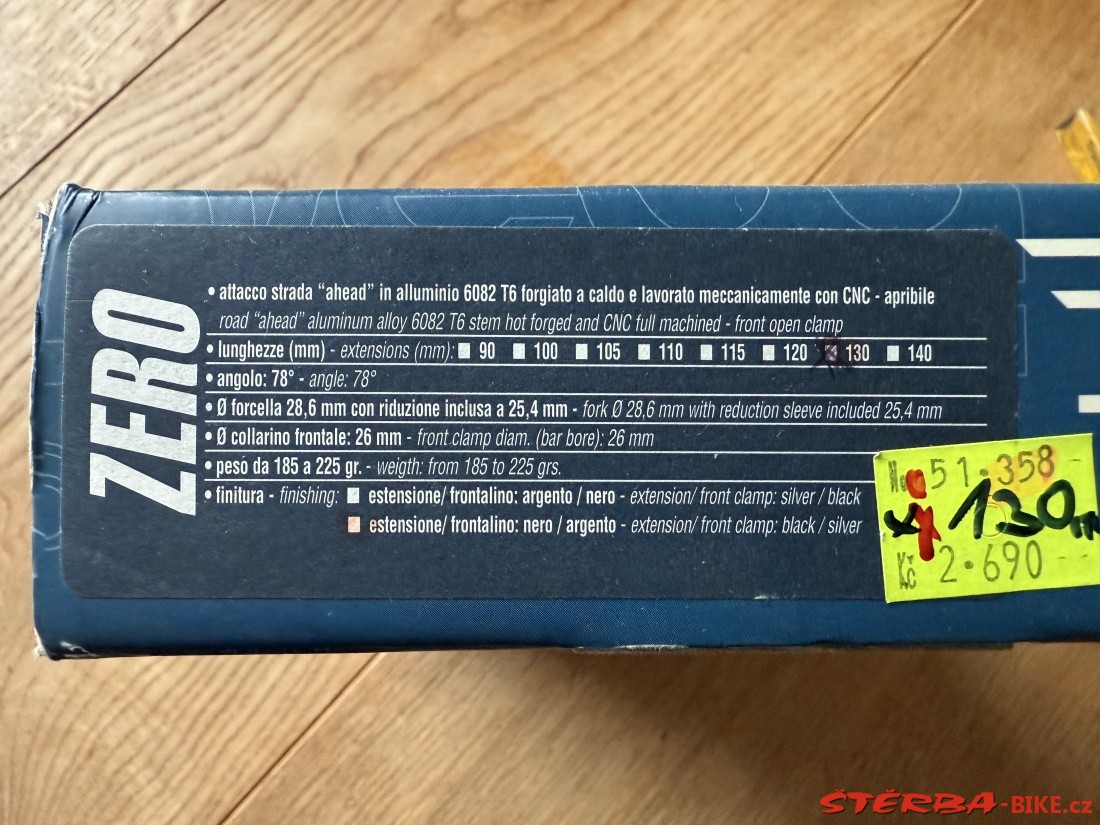 ZERO
• attacco strada “ahead” in alluminio 6082 T6 forgiato a caldo e lavorato meccanicamente con CNC - apribile
road “ahead” aluminum alloy 6082 T6 stem hot forged and CNC full machined - front open clamp
• lunghezze (mm) - extensions (mm): 90 100 105 110 115 120 130 140
• angolo: 78° - angle: 78°
• Ø forcella 28,6 mm con riduzione inclusa a 25,4 mm - fork Ø 28,6 mm with reduction sleeve included 25,4 mm
• Ø collarino frontale: 26 mm - front clamp diam. (bar bore): 26 mm
• peso da 185 a 225 gr. - weigth: from 185 to 225 grs.
• finitura - finishing: estensione/ frontalino: argento / nero - extension/ front clamp: silver / black
estensione/ frontalino: nero / argento - extension/ front clamp: black / silver
51.358
130
Kč 2.690
ŠTĚRBA-BIKE.cz